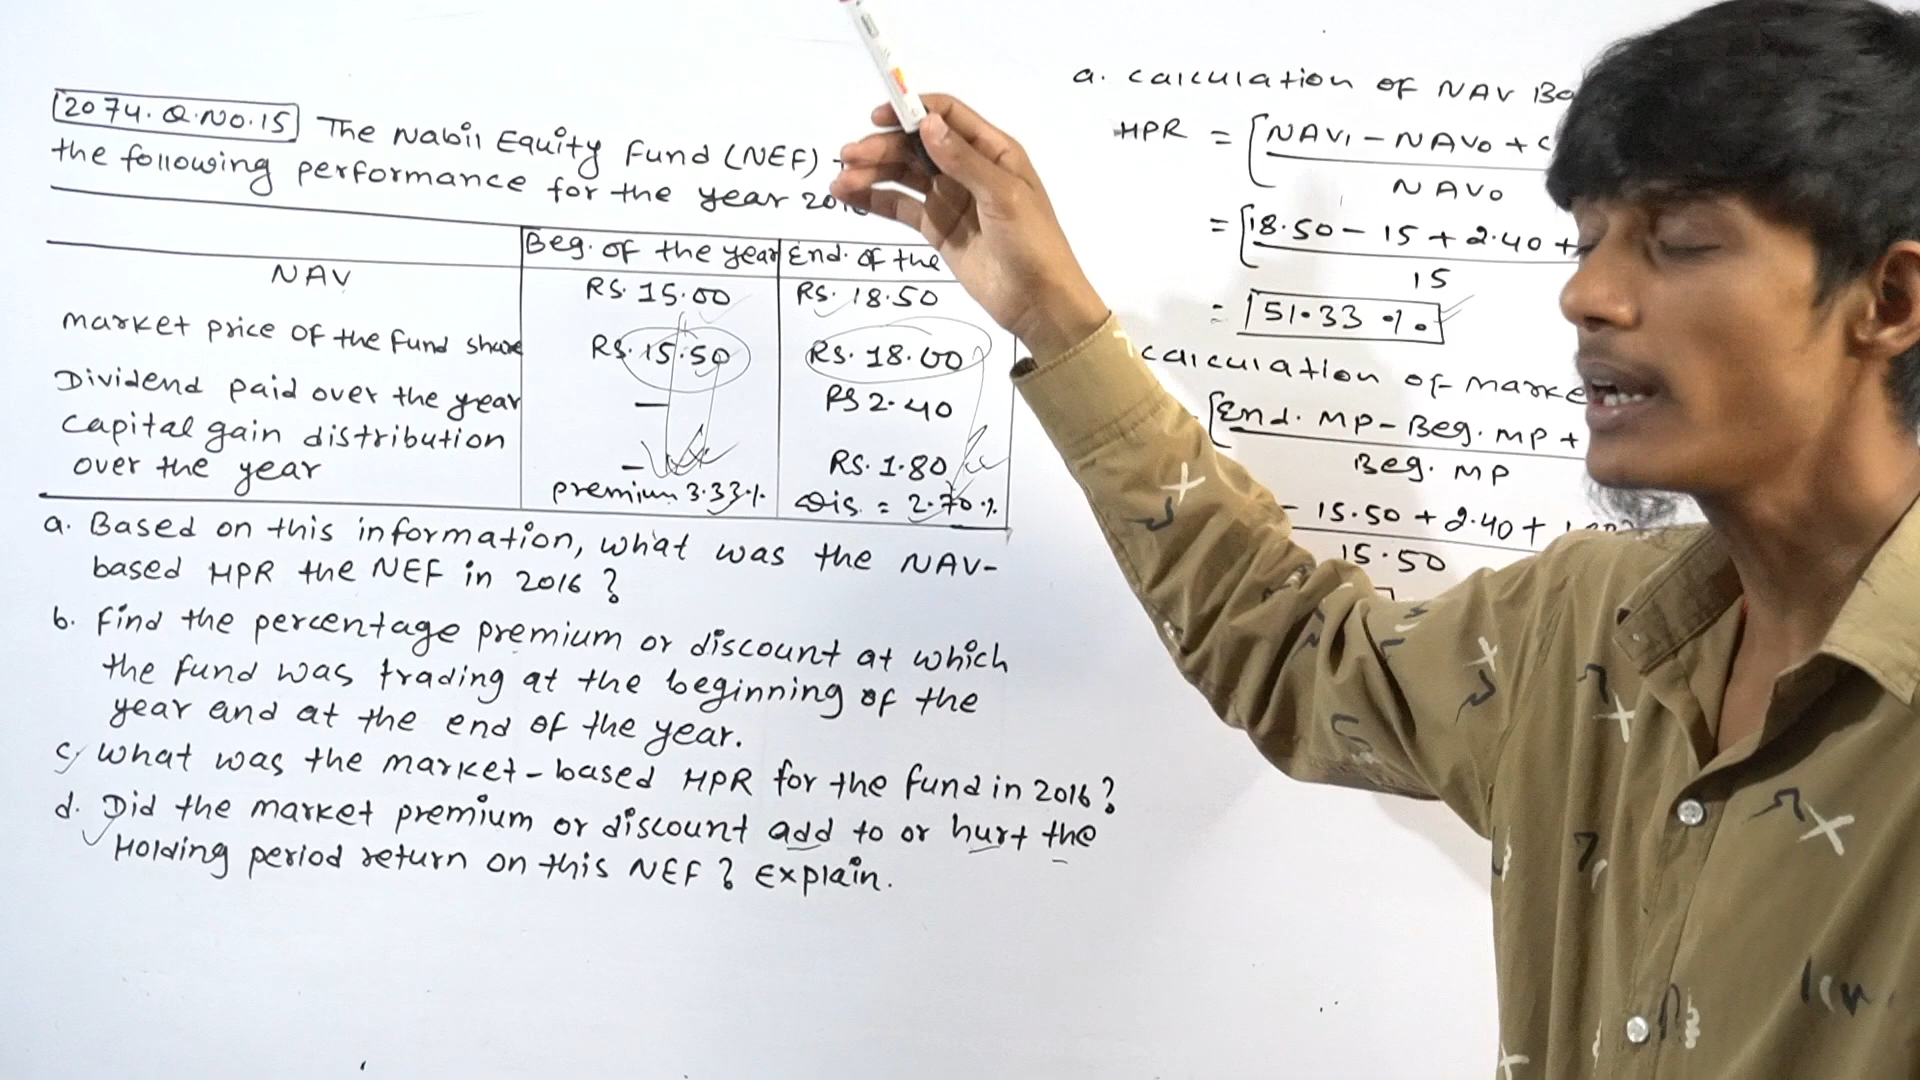 2074. Q.NO.15 The Nabil Equity Fund (NEF)
the following performance for the year
Beg. of the year End. of the
NAV RS. 15.00 RS. 18.50
market price of the fund share RS. 15.50 RS. 18.00
Dividend paid over the year — RS 2.40
capital gain distribution
over the year — RS. 1.80
premium 3.33% Dis. = 2.70%
a. Based on this information, what was the NAV-
based HPR the NEF in 2016?
b. Find the percentage premium or discount at which
the fund was trading at the beginning of the
year and at the end of the year.
c. What was the market-based HPR for the fund in 2016?
d. Did the market premium or discount add to or hurt the
Holding period return on this NEF? Explain.
a. calculation of NAV
HPR = [NAV₁ - NAV₀ +
NAV₀
= [18.50 - 15 + 2.40 +
15
= 51.33 %
calculation of
[End. MP - Beg. MP +
Beg. MP
- 15.50 + 2.40 +
15.50